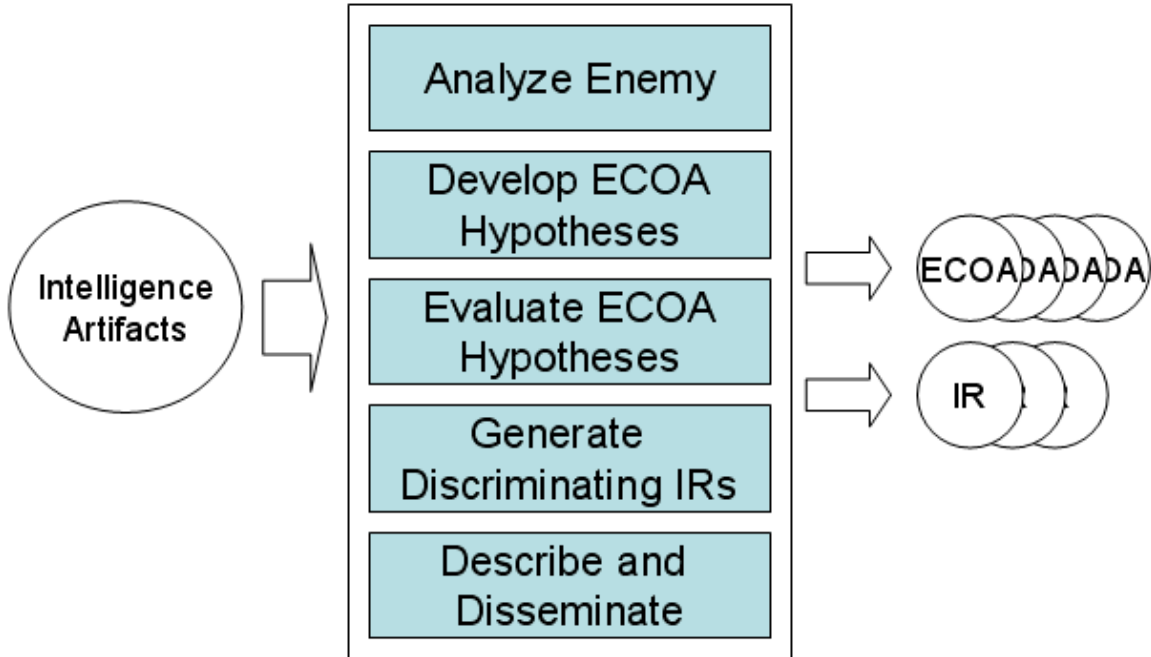 Analyze Enemy
Develop ECOA
Hypotheses
Intelligence
Artifacts
Evaluate ECOA
Hypotheses
Generate
Discriminating IRs
Describe and
Disseminate
ECOA
IR